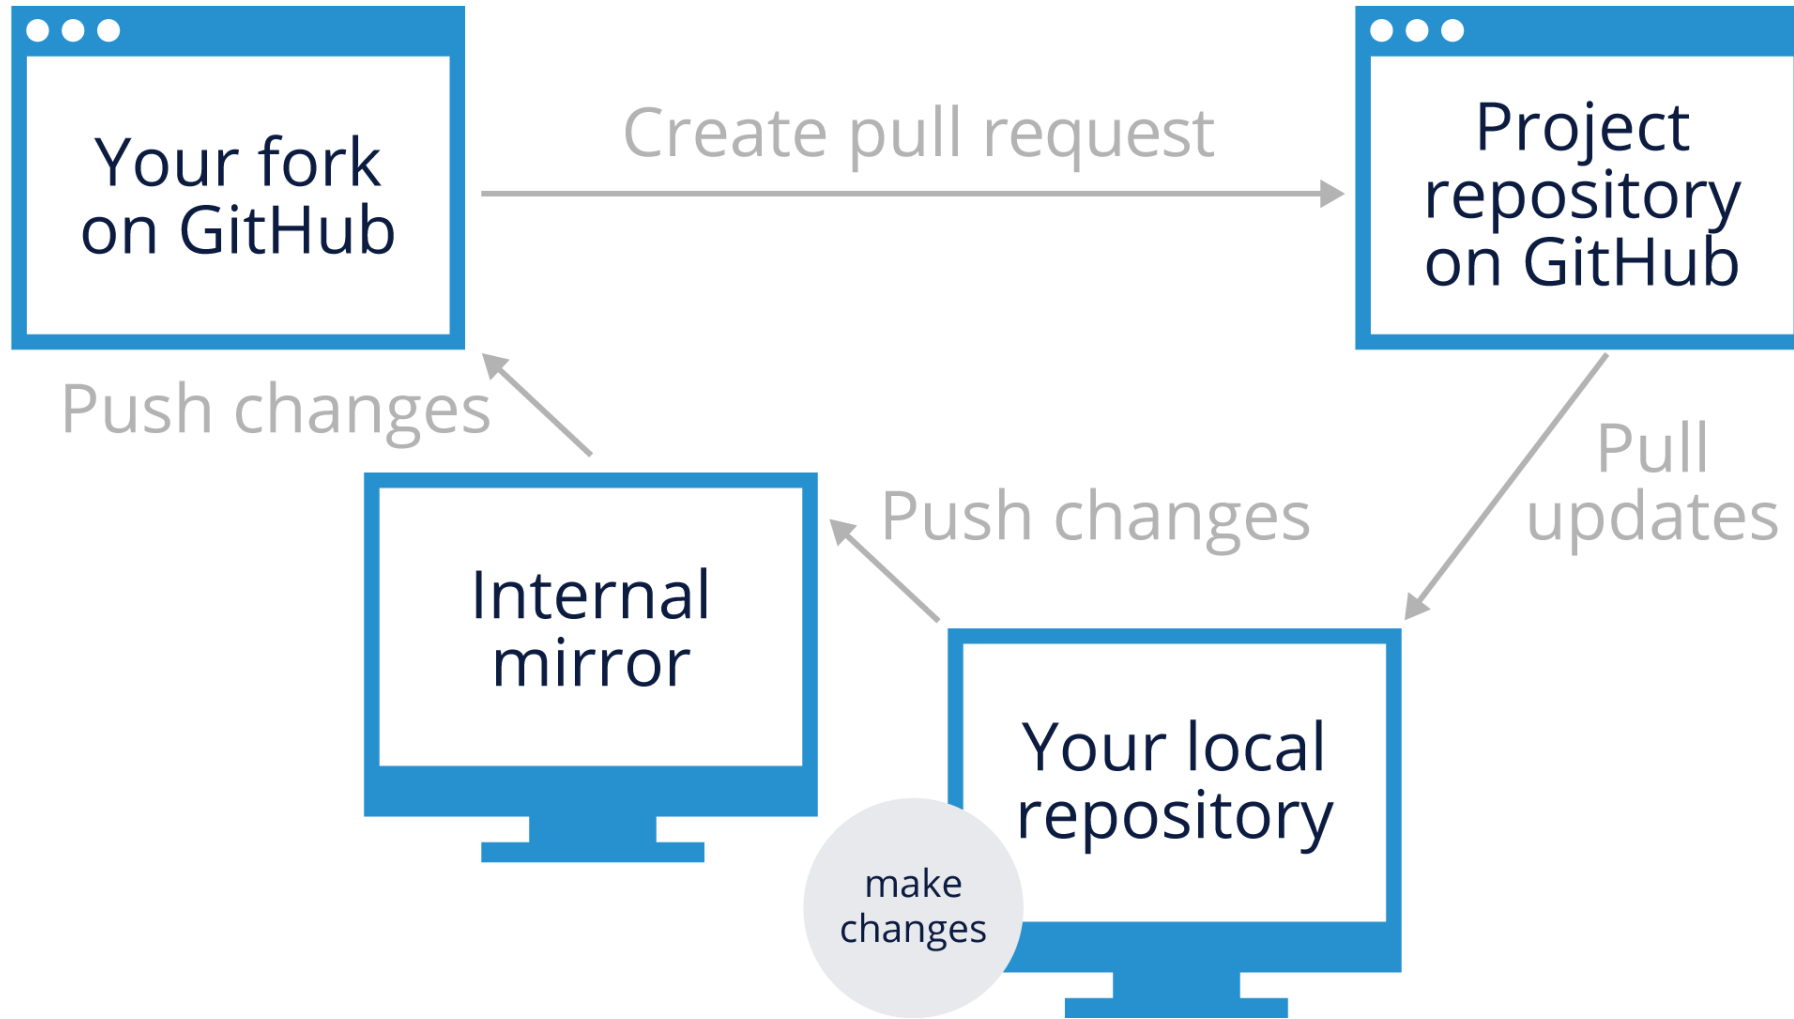 Your fork
on GitHub
Create pull request
Project
repository
on GitHub
Push changes
Pull
updates
Push changes
Internal
mirror
Your local
repository
make
changes